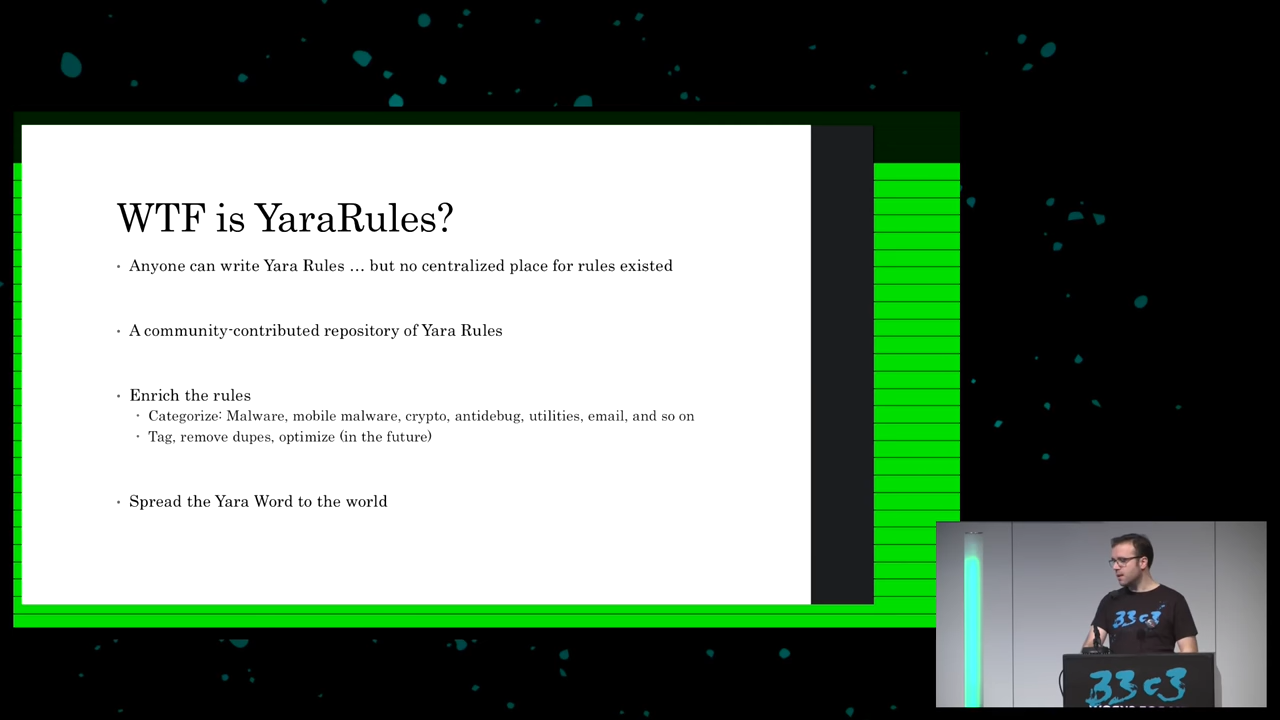 WTF is YaraRules?
• Anyone can write Yara Rules … but no centralized place for rules existed
• A community-contributed repository of Yara Rules
• Enrich the rules
• Categorize: Malware, mobile malware, crypto, antidebug, utilities, email, and so on
• Tag, remove dupes, optimize (in the future)
• Spread the Yara Word to the world
33c3
33c3